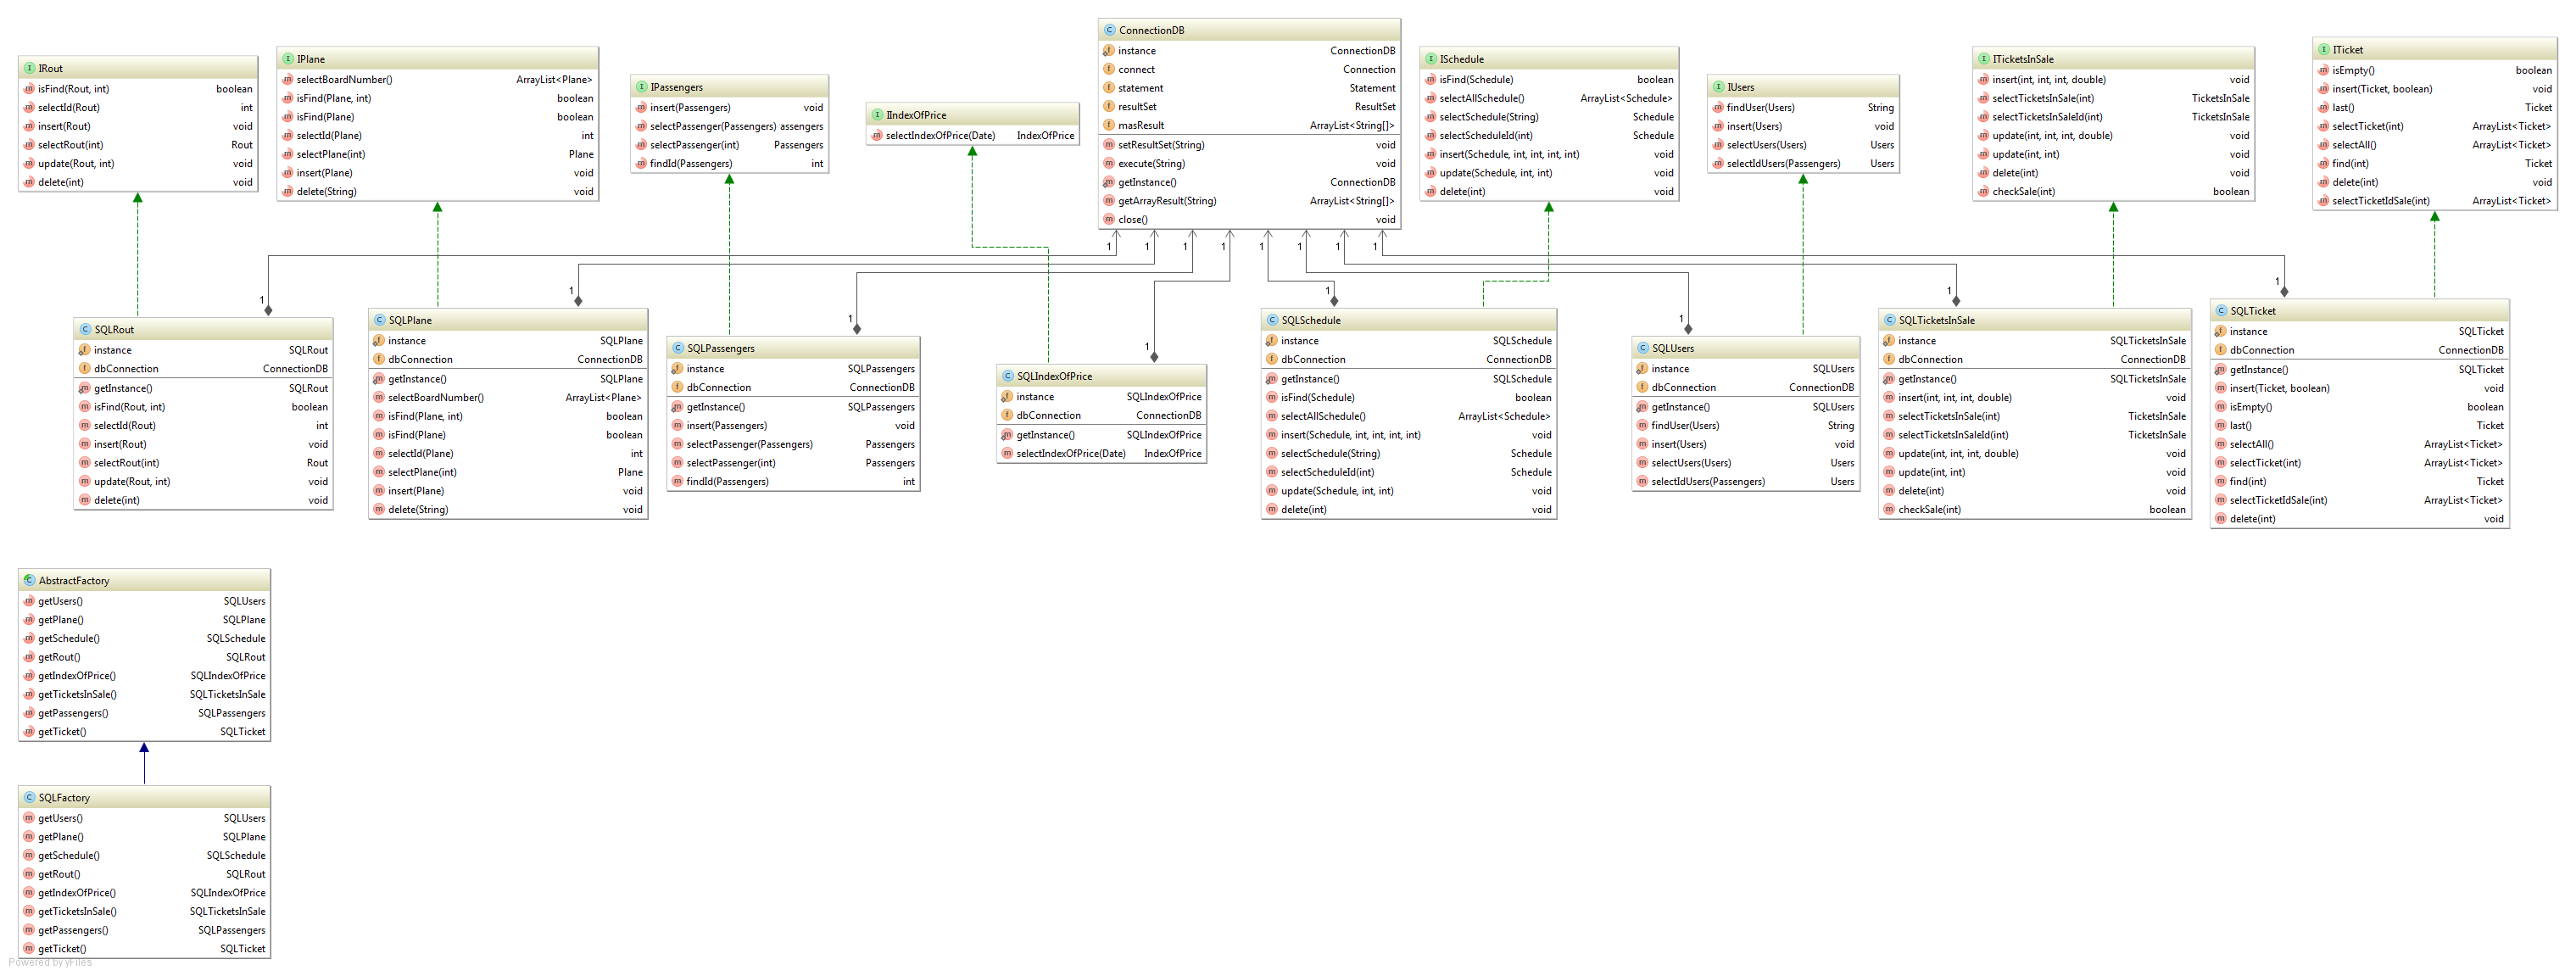 IRout
isFind(Rout, int) boolean
selectId(Rout) int
insert(Rout) void
selectRout(int) Rout
update(Rout, int) void
delete(int) void
IPlane
selectBoardNumber() ArrayList<Plane>
isFind(Plane, int) boolean
isFind(Plane) boolean
selectId(Plane) int
selectPlane(int) Plane
insert(Plane) void
delete(String) void
IPassengers
insert(Passengers) void
selectPassenger(Passengers) assengers
selectPassenger(int) Passengers
findId(Passengers) int
IIndexOfPrice
selectIndexOfPrice(Date) IndexOfPrice
ConnectionDB
instance ConnectionDB
connect Connection
statement Statement
resultSet ResultSet
masResult ArrayList<String[]>
setResultSet(String) void
execute(String) void
getInstance() ConnectionDB
getArrayResult(String) ArrayList<String[]>
close() void
ISchedule
isFind(Schedule) boolean
selectAllSchedule() ArrayList<Schedule>
selectSchedule(String) Schedule
selectScheduleId(int) Schedule
insert(Schedule, int, int, int, int) void
update(Schedule, int, int) void
delete(int) void
IUsers
findUser(Users) String
insert(Users) void
selectUsers(Users) Users
selectIdUsers(Passengers) Users
ITicketsInSale
insert(int, int, int, double) void
selectTicketsInSale(int) TicketsInSale
selectTicketsInSaleId(int) TicketsInSale
update(int, int, int, double) void
update(int, int) void
delete(int) void
checkSale(int) boolean
ITicket
isEmpty() boolean
insert(Ticket, boolean) void
last() Ticket
selectTicket(int) ArrayList<Ticket>
selectAll() ArrayList<Ticket>
find(int) Ticket
delete(int) void
selectTicketIdSale(int) ArrayList<Ticket>
1 1 1 1 1 1 1 1
1 1 1 1 1 1 1 1
SQLRout
instance SQLRout
dbConnection ConnectionDB
getInstance() SQLRout
isFind(Rout, int) boolean
selectId(Rout) int
insert(Rout) void
selectRout(int) Rout
update(Rout, int) void
delete(int) void
SQLPlane
instance SQLPlane
dbConnection ConnectionDB
getInstance() SQLPlane
selectBoardNumber() ArrayList<Plane>
isFind(Plane, int) boolean
isFind(Plane) boolean
selectId(Plane) int
selectPlane(int) Plane
insert(Plane) void
delete(String) void
SQLPassengers
instance SQLPassengers
dbConnection ConnectionDB
getInstance() SQLPassengers
insert(Passengers) void
selectPassenger(Passengers) Passengers
selectPassenger(int) Passengers
findId(Passengers) int
SQLIndexOfPrice
instance SQLIndexOfPrice
dbConnection ConnectionDB
getInstance() SQLIndexOfPrice
selectIndexOfPrice(Date) IndexOfPrice
SQLSchedule
instance SQLSchedule
dbConnection ConnectionDB
getInstance() SQLSchedule
isFind(Schedule) boolean
selectAllSchedule() ArrayList<Schedule>
insert(Schedule, int, int, int, int) void
selectSchedule(String) Schedule
selectScheduleId(int) Schedule
update(Schedule, int, int) void
delete(int) void
SQLUsers
instance SQLUsers
dbConnection ConnectionDB
getInstance() SQLUsers
findUser(Users) String
insert(Users) void
selectUsers(Users) Users
selectIdUsers(Passengers) Users
SQLTicketsInSale
instance SQLTicketsInSale
dbConnection ConnectionDB
getInstance() SQLTicketsInSale
insert(int, int, int, double) void
selectTicketsInSale(int) TicketsInSale
selectTicketsInSaleId(int) TicketsInSale
update(int, int, int, double) void
update(int, int) void
delete(int) void
checkSale(int) boolean
SQLTicket
instance SQLTicket
dbConnection ConnectionDB
getInstance() SQLTicket
insert(Ticket, boolean) void
isEmpty() boolean
last() Ticket
selectAll() ArrayList<Ticket>
selectTicket(int) ArrayList<Ticket>
find(int) Ticket
selectTicketIdSale(int) ArrayList<Ticket>
delete(int) void
AbstractFactory
getUsers() SQLUsers
getPlane() SQLPlane
getSchedule() SQLSchedule
getRout() SQLRout
getIndexOfPrice() SQLIndexOfPrice
getTicketsInSale() SQLTicketsInSale
getPassengers() SQLPassengers
getTicket() SQLTicket
SQLFactory
getUsers() SQLUsers
getPlane() SQLPlane
getSchedule() SQLSchedule
getRout() SQLRout
getIndexOfPrice() SQLIndexOfPrice
getTicketsInSale() SQLTicketsInSale
getPassengers() SQLPassengers
getTicket() SQLTicket
Powered by yFiles